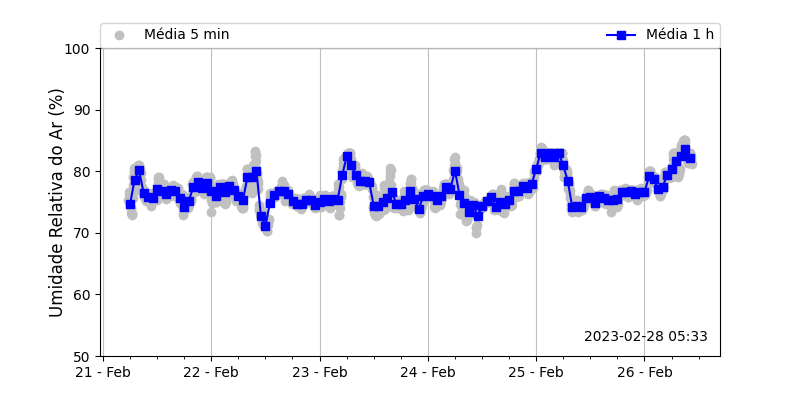 Média 5 min
Média 1 h
Umidade Relativa do Ar (%)
100
90
80
70
60
50
2023-02-28 05:33
21 - Feb
22 - Feb
23 - Feb
24 - Feb
25 - Feb
26 - Feb